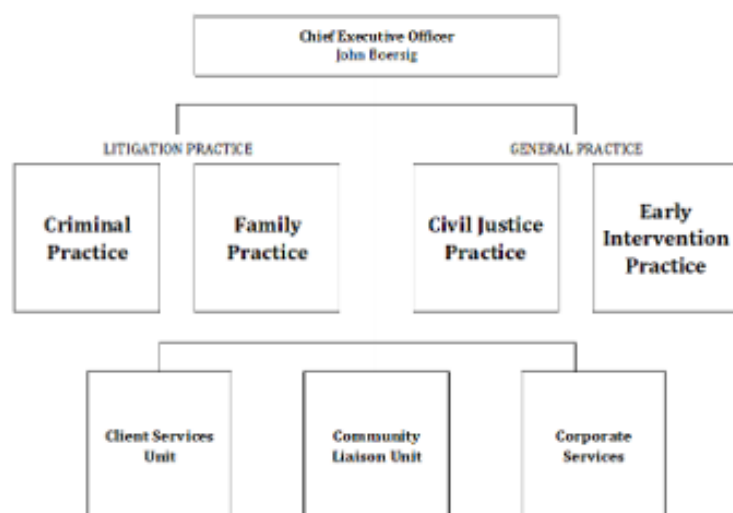 Chief Executive Officer
John Boersig
LITIGATION PRACTICE
GENERAL PRACTICE
Criminal
Practice
Family
Practice
Civil Justice
Practice
Early
Intervention
Practice
Client Services
Unit
Community
Liaison Unit
Corporate
Services